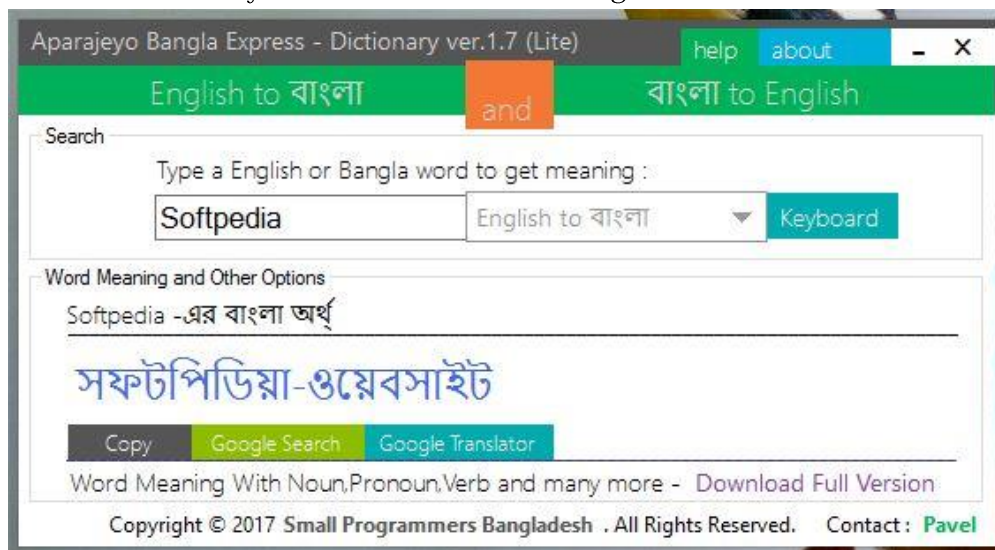 Aparajeyo Bangla Express - Dictionary ver.1.7 (Lite) help about
English to বাংলা and বাংলা to English
Search
Type a English or Bangla word to get meaning :
Softpedia English to বাংলা Keyboard
Word Meaning and Other Options
Softpedia -এর বাংলা অর্থ্
সফটপিডিয়া-ওয়েবসাইট
Copy Google Search Google Translator
Word Meaning With Noun,Pronoun,Verb and many more - Download Full Version
Copyright © 2017 Small Programmers Bangladesh . All Rights Reserved. Contact : Pavel